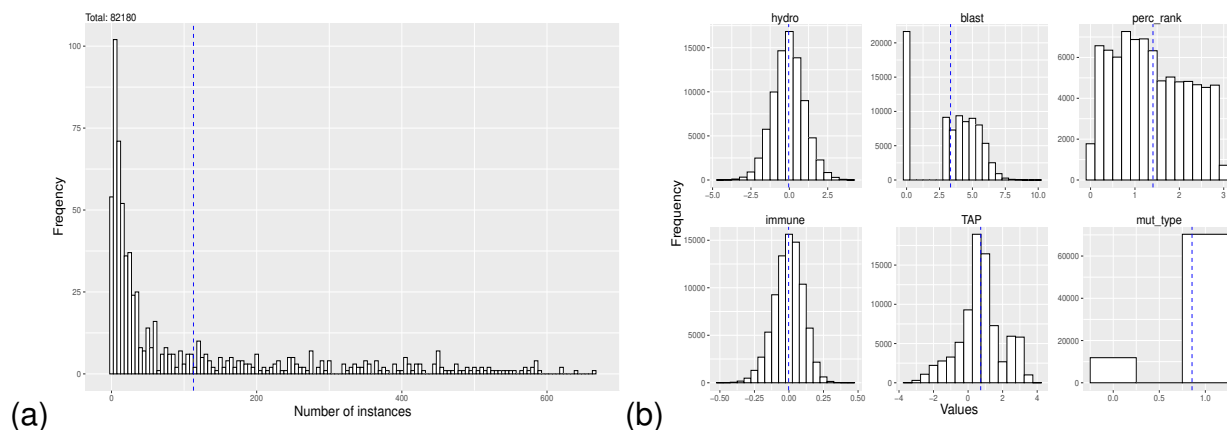 Total: 82180
100
75
50
25
0
Freqency
0 200 400 600
Number of instances
(a)
hydro
15000
10000
5000
0
−5.0 −2.5 0.0 2.5
blast
20000
15000
10000
5000
0
0.0 2.5 5.0 7.5 10.0
perc_rank
6000
4000
2000
0
0 1 2 3
Frequency
immune
15000
10000
5000
0
−0.50 −0.25 0.00 0.25 0.50
TAP
15000
10000
5000
0
−4 −2 0 2 4
mut_type
60000
40000
20000
0
0.0 0.5 1.0
Values
(b)